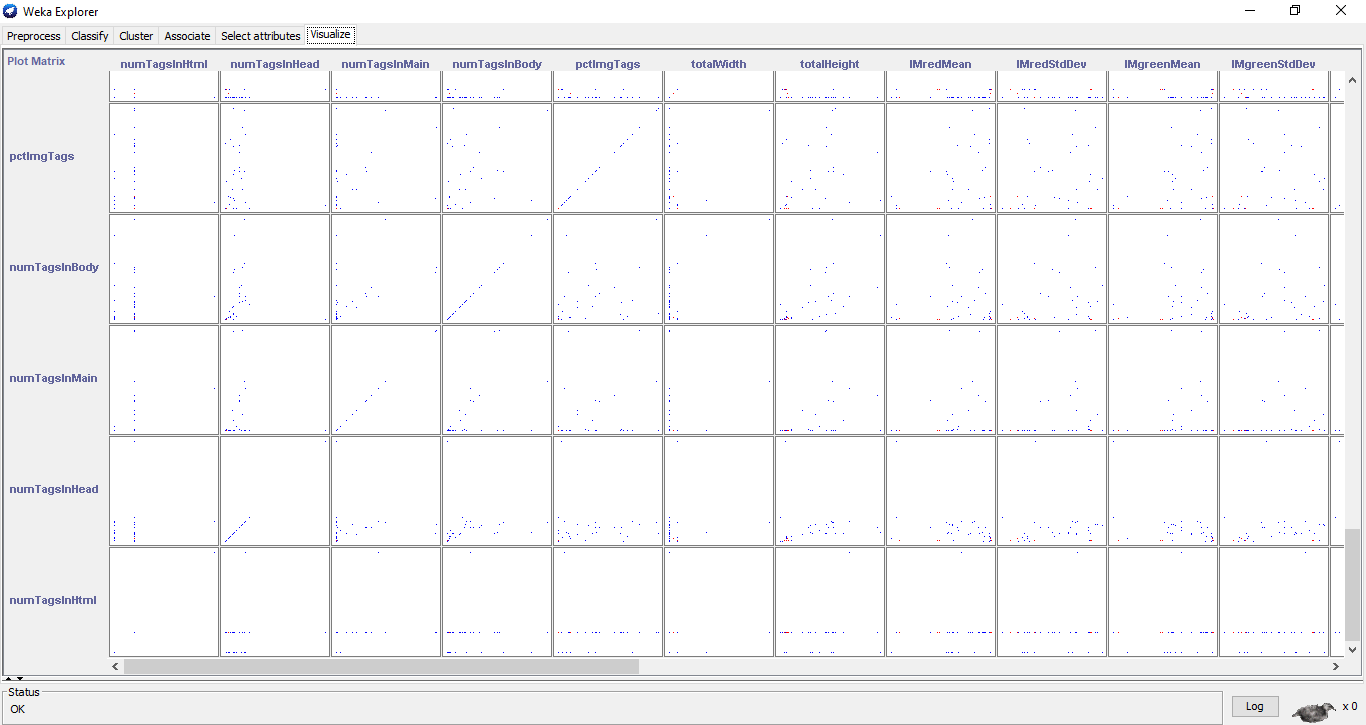 Weka Explorer
Preprocess Classify Cluster Associate Select attributes Visualize
Plot Matrix numTagsInHtml numTagsInHead numTagsInMain numTagsInBody pctImgTags totalWidth totalHeight IMredMean IMredStdDev IMgreenMean IMgreenStdDev
pctImgTags
numTagsInBody
numTagsInMain
numTagsInHead
numTagsInHtml
Status
OK
Log x 0